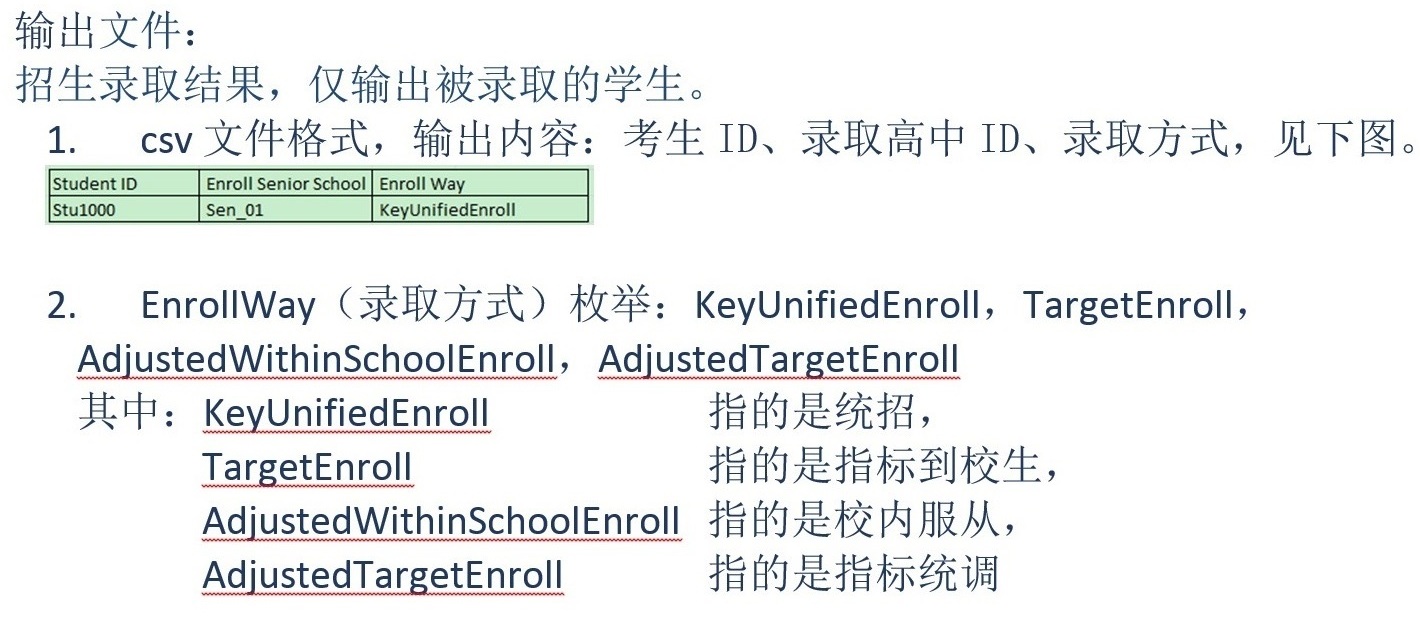 输出文件：
招生录取结果，仅输出被录取的学生。
1. csv 文件格式，输出内容：考生 ID、录取高中 ID、录取方式，见下图。
Student ID Enroll Senior School Enroll Way
Stu1000 Sen_01 KeyUnifiedEnroll
2. EnrollWay（录取方式）枚举：KeyUnifiedEnroll，TargetEnroll，
AdjustedWithinSchoolEnroll，AdjustedTargetEnroll
其中：KeyUnifiedEnroll 指的是统招，
TargetEnroll 指的是指标到校生，
AdjustedWithinSchoolEnroll 指的是校内服从，
AdjustedTargetEnroll 指的是指标统调